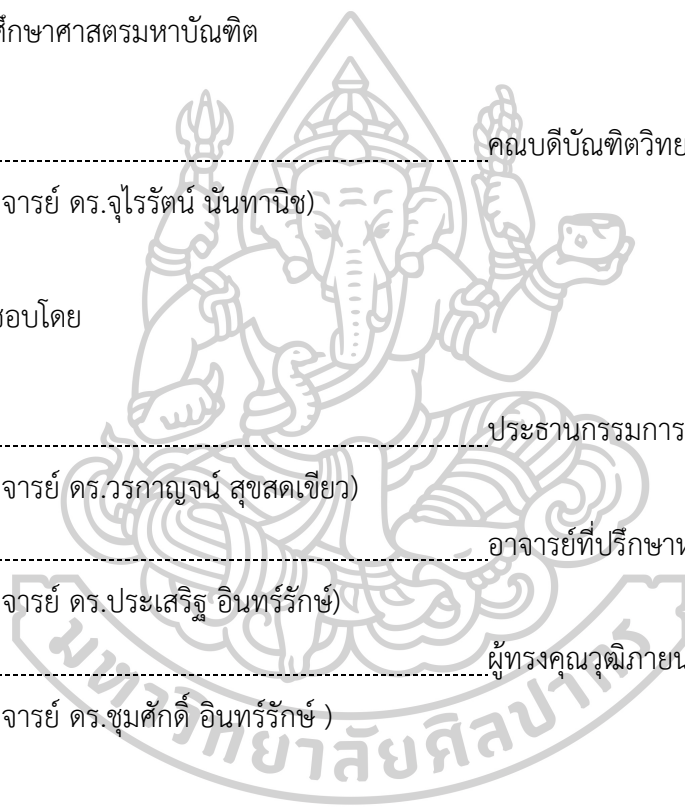 ศึกษาศาสตรมหาบัณฑิต
คณบดีบัณฑิตวิทย
จารย์ ดร.จุไรรัตน์ นันทานิช)
สอบโดย
ประธานกรรมการ
จารย์ ดร.วรกาญจน์ สุขสดเขียว)
อาจารย์ที่ปรึกษาห
จารย์ ดร.ประเสริฐ อินทร์รักษ์)
ผู้ทรงคุณวุฒิภายน
จารย์ ดร.ชุมศักดิ์ อินทร์รักษ์ )
มหาวิทยาลัยศิลปากร